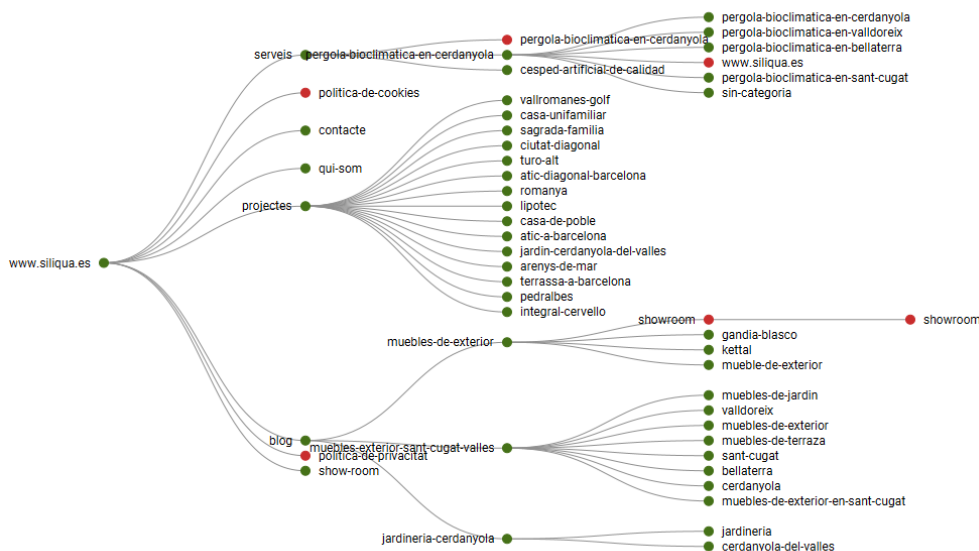 www.siliqua.es
serveis
pergola-bioclimatica-en-cerdanyola
pergola-bioclimatica-en-cerdanyola
cesped-artificial-de-calidad
pergola-bioclimatica-en-cerdanyola
pergola-bioclimatica-en-valldoreix
pergola-bioclimatica-en-bellaterra
www.siliqua.es
pergola-bioclimatica-en-sant-cugat
sin-categoria
politica-de-cookies
contacte
qui-som
projectes
vallromanes-golf
casa-unifamiliar
sagrada-familia
ciutat-diagonal
turo-alt
atic-diagonal-barcelona
romanya
lipotec
casa-de-poble
atic-a-barcelona
jardin-cerdanyola-del-valles
arenys-de-mar
terrassa-a-barcelona
pedralbes
integral-cervello
blog
muebles-de-exterior
showroom
showroom
gandia-blasco
kettal
mueble-de-exterior
muebles-exterior-sant-cugat-valles
muebles-de-jardin
valldoreix
muebles-de-exterior
muebles-de-terraza
sant-cugat
bellaterra
cerdanyola
muebles-de-exterior-en-sant-cugat
jardineria-cerdanyola
jardineria
cerdanyola-del-valles
politica-de-privacitat
show-room